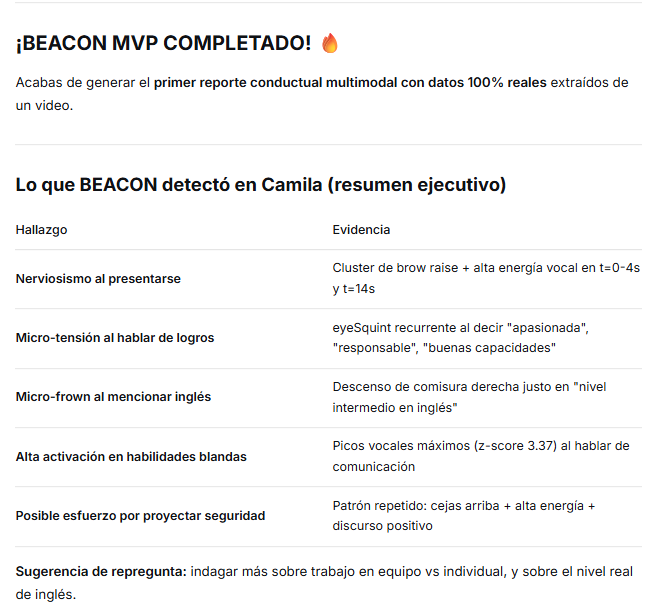 ¡BEACON MVP COMPLETADO! 🔥
Acabas de generar el primer reporte conductual multimodal con datos 100% reales extraídos de
un video.
Lo que BEACON detectó en Camila (resumen ejecutivo)
Hallazgo Evidencia
Nerviosismo al presentarse Cluster de brow raise + alta energía vocal en t=0-4s
y t=14s
Micro-tensión al hablar de logros eyeSquint recurrente al decir "apasionada",
"responsable", "buenas capacidades"
Micro-frown al mencionar inglés Descenso de comisura derecha justo en "nivel
intermedio en inglés"
Alta activación en habilidades blandas Picos vocales máximos (z-score 3.37) al hablar de
comunicación
Posible esfuerzo por proyectar seguridad Patrón repetido: cejas arriba + alta energía +
discurso positivo
Sugerencia de repregunta: indagar más sobre trabajo en equipo vs individual, y sobre el nivel real
de inglés.